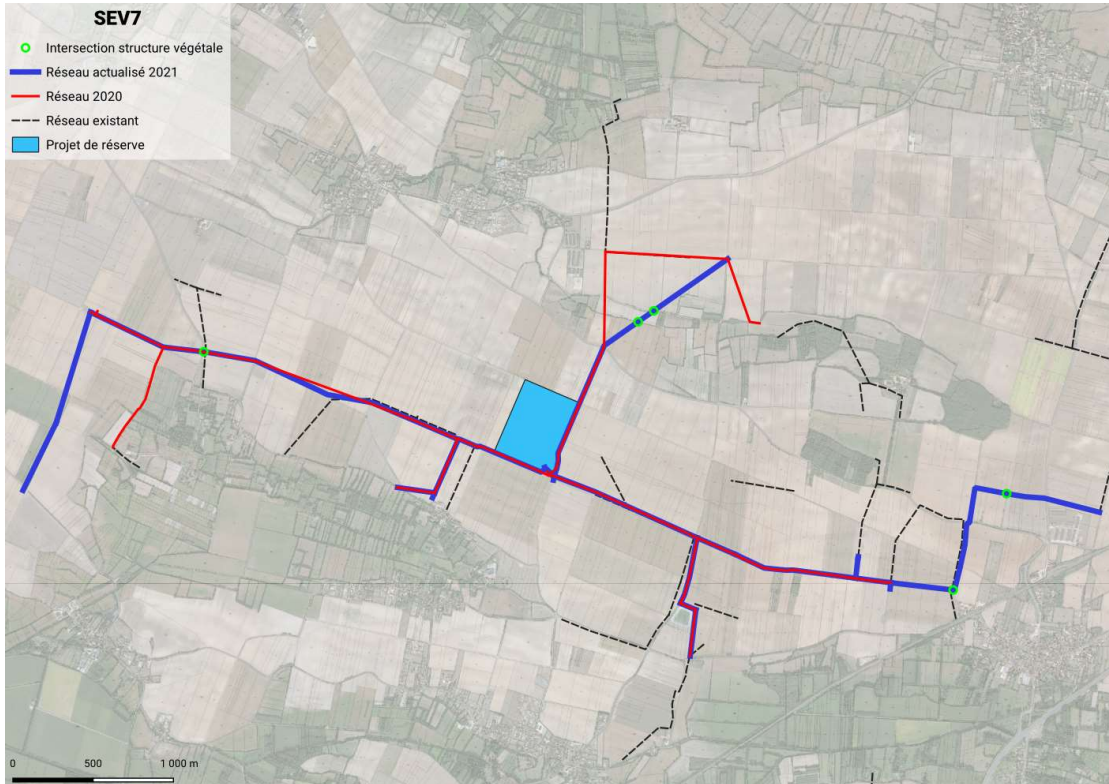 SEV7
Intersection structure végétale
Réseau actualisé 2021
Réseau 2020
Réseau existant
Projet de réserve
0 500 1 000 m